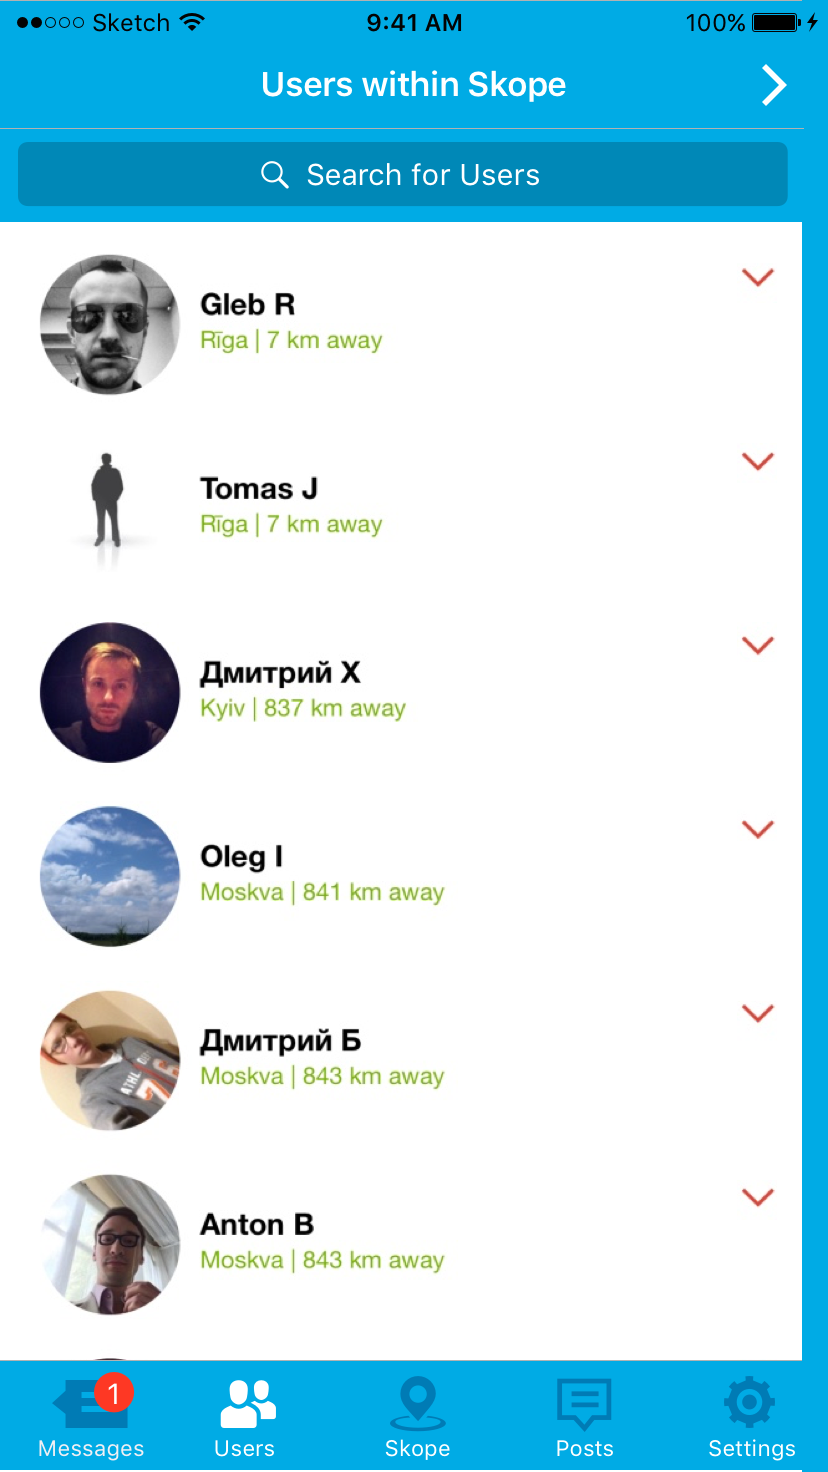 Sketch 9:41 AM 100%
Users within Skope
Search for Users
Gleb R
Rīga | 7 km away
Tomas J
Rīga | 7 km away
Дмитрий Х
Kyiv | 837 km away
Oleg I
Moskva | 841 km away
Дмитрий Б
Moskva | 843 km away
Anton B
Moskva | 843 km away
1
Messages Users Skope Posts Settings